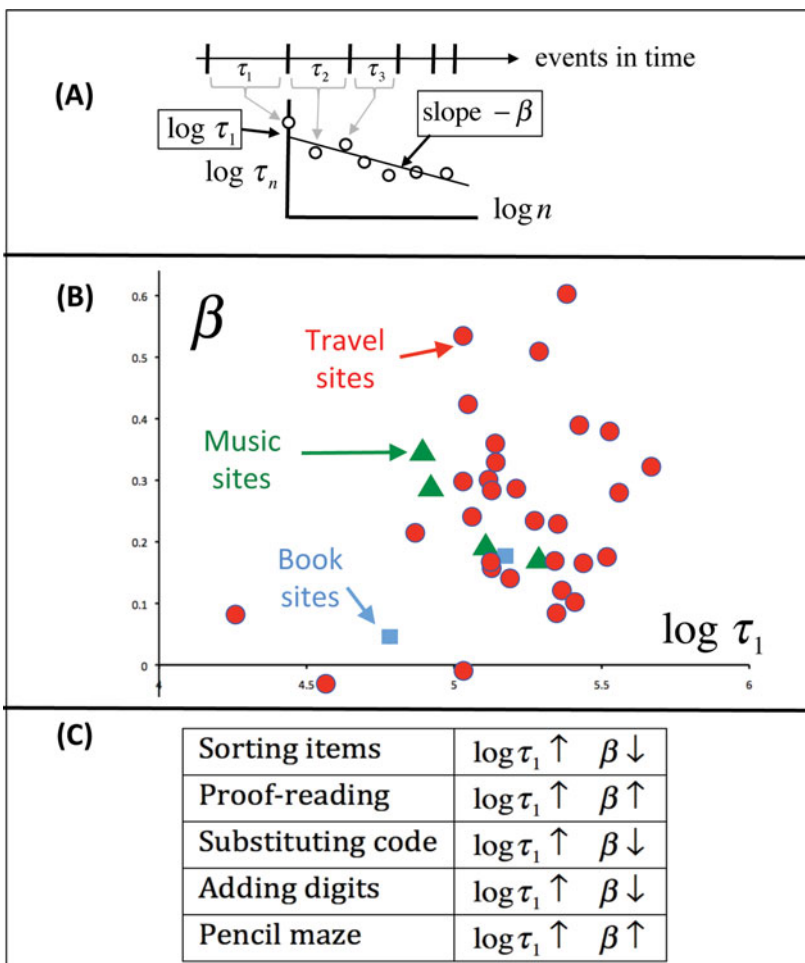 events in time
τ₁ τ₂ τ₃
(A)
log τ₁
slope − β
log τₙ
log n
(B)
0.6
β
0.5
Travel
sites
0.4
Music
sites
0.3
0.2
Book
sites
0.1
log τ₁
0
4 4.5 5 5.5 6
(C)
Sorting items log τ₁ ↑ β ↓
Proof-reading log τ₁ ↑ β ↑
Substituting code log τ₁ ↑ β ↓
Adding digits log τ₁ ↑ β ↓
Pencil maze log τ₁ ↑ β ↑